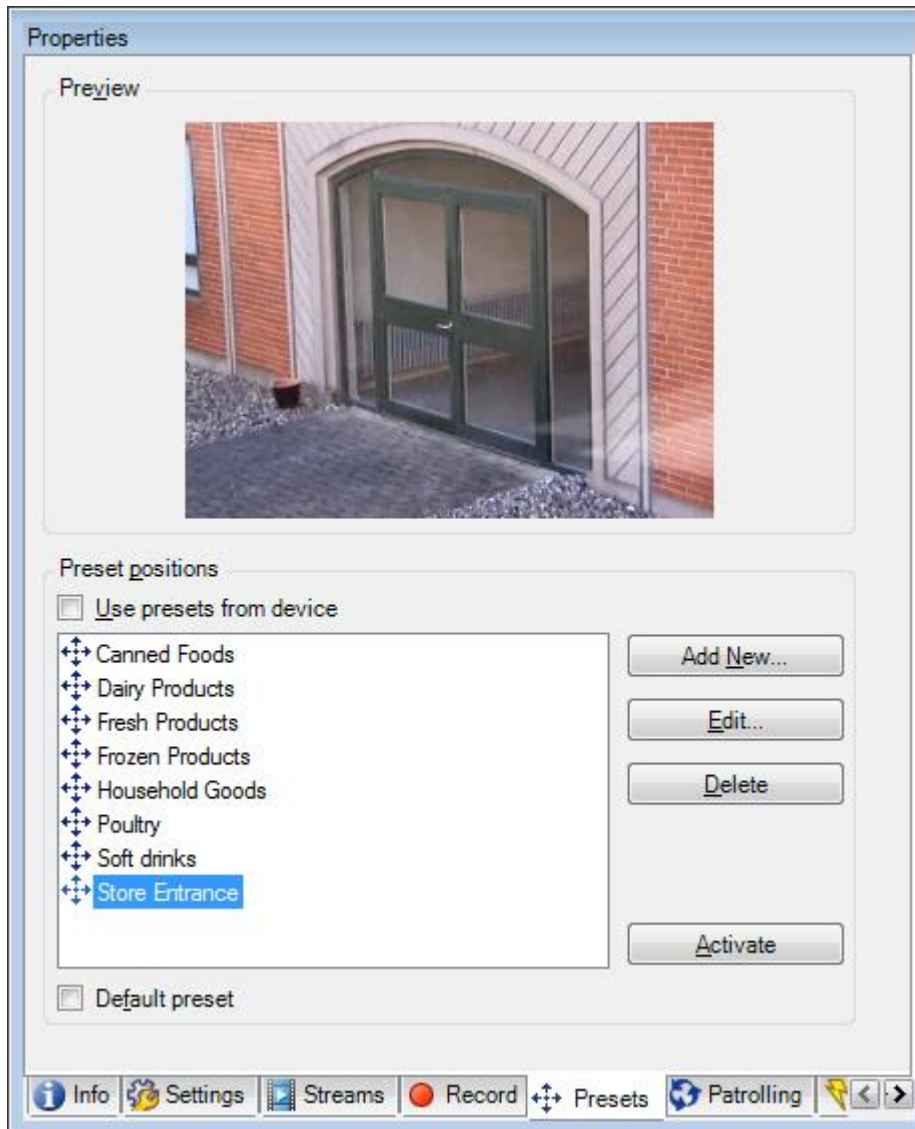 Properties
Preview
Preset positions
Use presets from device
Canned Foods
Dairy Products
Fresh Products
Frozen Products
Household Goods
Poultry
Soft drinks
Store Entrance
Add New...
Edit...
Delete
Activate
Default preset
Info Settings Streams Record Presets Patrolling